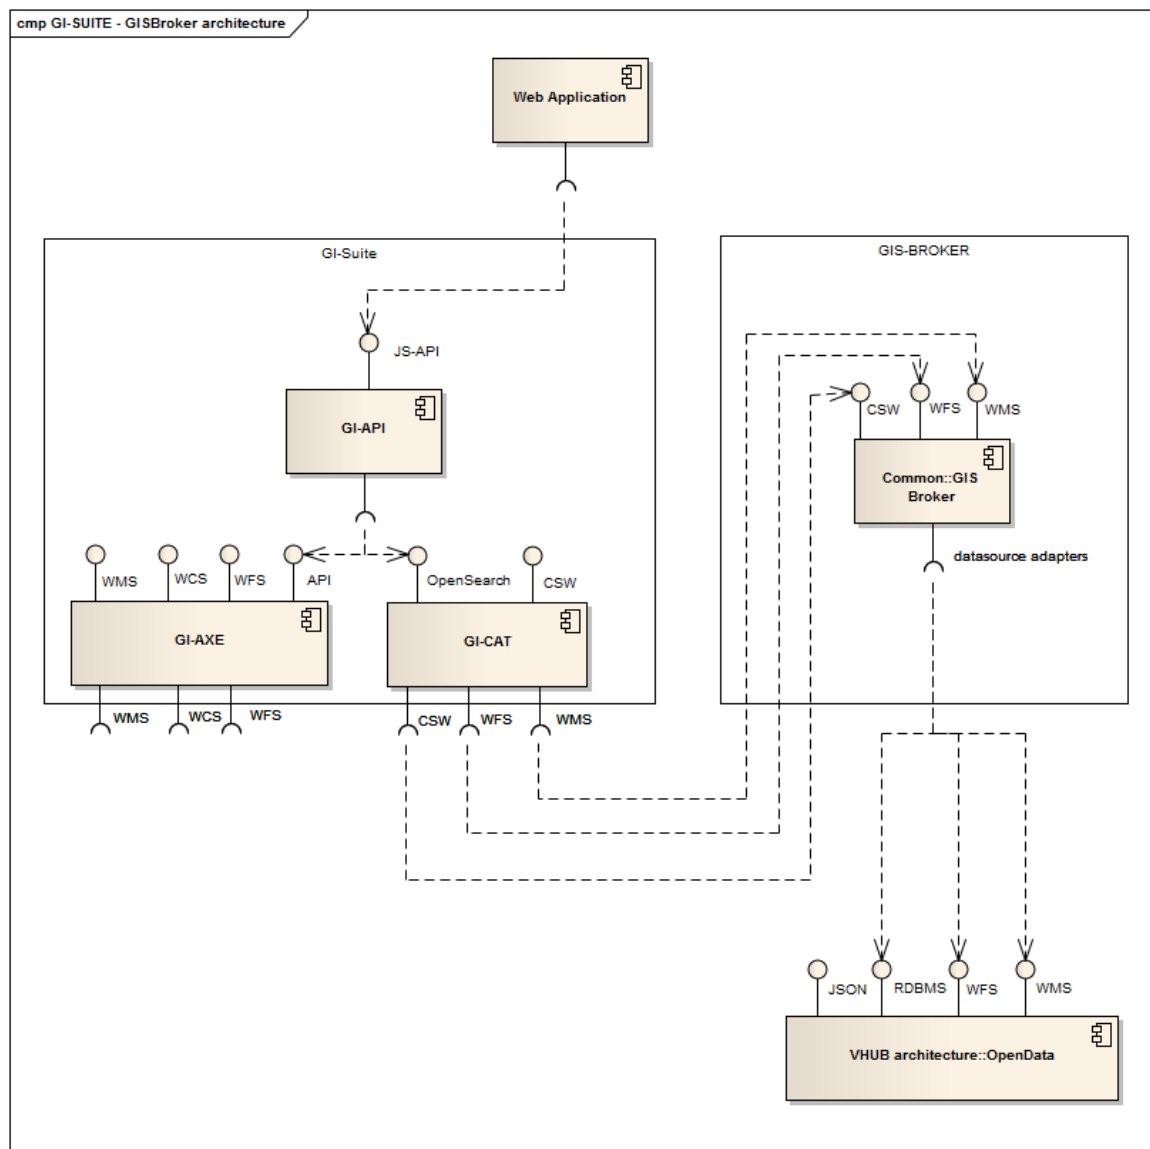 cmp GI-SUITE - GISBroker architecture
Web Application
GI-Suite
GIS-BROKER
JS-API
GI-API
CSW
WFS
WMS
Common::GIS
Broker
datasource adapters
WMS
WCS
WFS
API
OpenSearch
CSW
GI-AXE
GI-CAT
WMS
WCS
WFS
CSW
WFS
WMS
JSON
RDBMS
WFS
WMS
VHUB architecture::OpenData